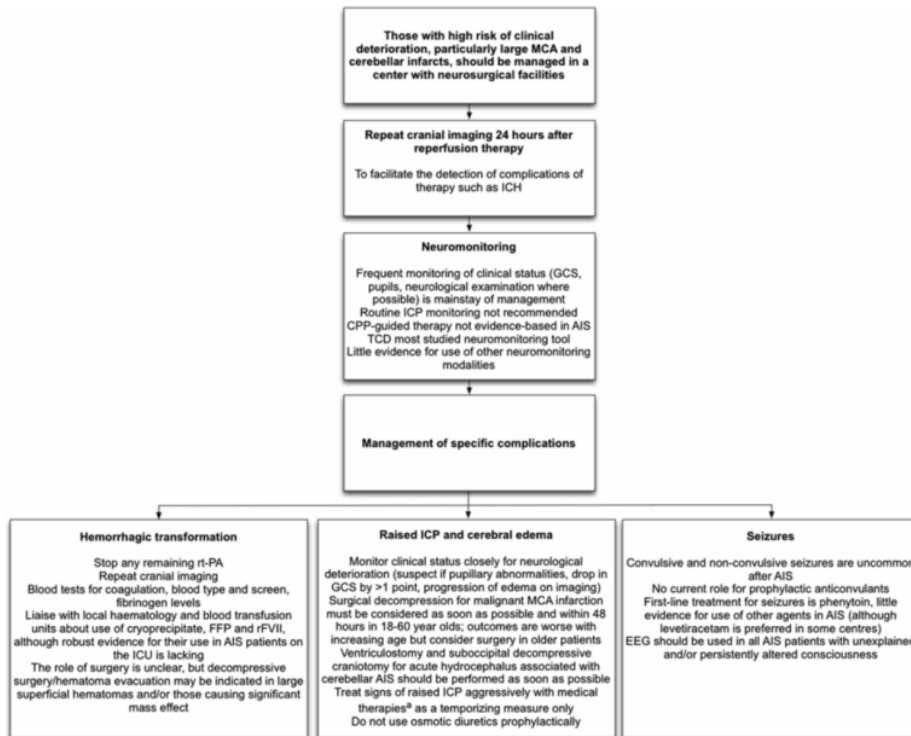 Those with high risk of clinical
deterioration, particularly large MCA and
cerebellar infarcts, should be managed in a
center with neurosurgical facilities
Repeat cranial imaging 24 hours after
reperfusion therapy
To facilitate the detection of complications of
therapy such as ICH
Neuromonitoring
Frequent monitoring of clinical status (GCS,
pupils, neurological examination where
possible) is mainstay of management
Routine ICP monitoring not recommended
CPP-guided therapy not evidence-based in AIS
TCD most studied neuromonitoring tool
Little evidence for use of other neuromonitoring
modalities
Management of specific complications
Hemorrhagic transformation
Stop any remaining rt-PA
Repeat cranial imaging
Blood tests for coagulation, blood type and screen,
fibrinogen levels
Liaise with local haematology and blood transfusion
units about use of cryoprecipitate, FFP and rFVII,
although robust evidence for their use in AIS patients on
the ICU is lacking
The role of surgery is unclear, but decompressive
surgery/hematoma evacuation may be indicated in large
superficial hematomas and/or those causing significant
mass effect
Raised ICP and cerebral edema
Monitor clinical status closely for neurological
deterioration (suspect if pupillary abnormalities, drop in
GCS by >1 point, progression of edema on imaging)
Surgical decompression for malignant MCA infarction
must be considered as soon as possible and within 48
hours in 18-60 year olds; outcomes are worse with
increasing age but consider surgery in older patients
Ventriculostomy and suboccipital decompressive
craniotomy for acute hydrocephalus associated with
cerebellar AIS should be performed as soon as possible
Treat signs of raised ICP aggressively with medical
therapiesª as a temporizing measure only
Do not use osmotic diuretics prophylactically
Seizures
Convulsive and non-convulsive seizures are uncommon
after AIS
No current role for prophylactic anticonvulants
First-line treatment for seizures is phenytoin, little
evidence for use of other agents in AIS (although
levetiracetam is preferred in some centres)
EEG should be used in all AIS patients with unexplained
and/or persistently altered consciousness